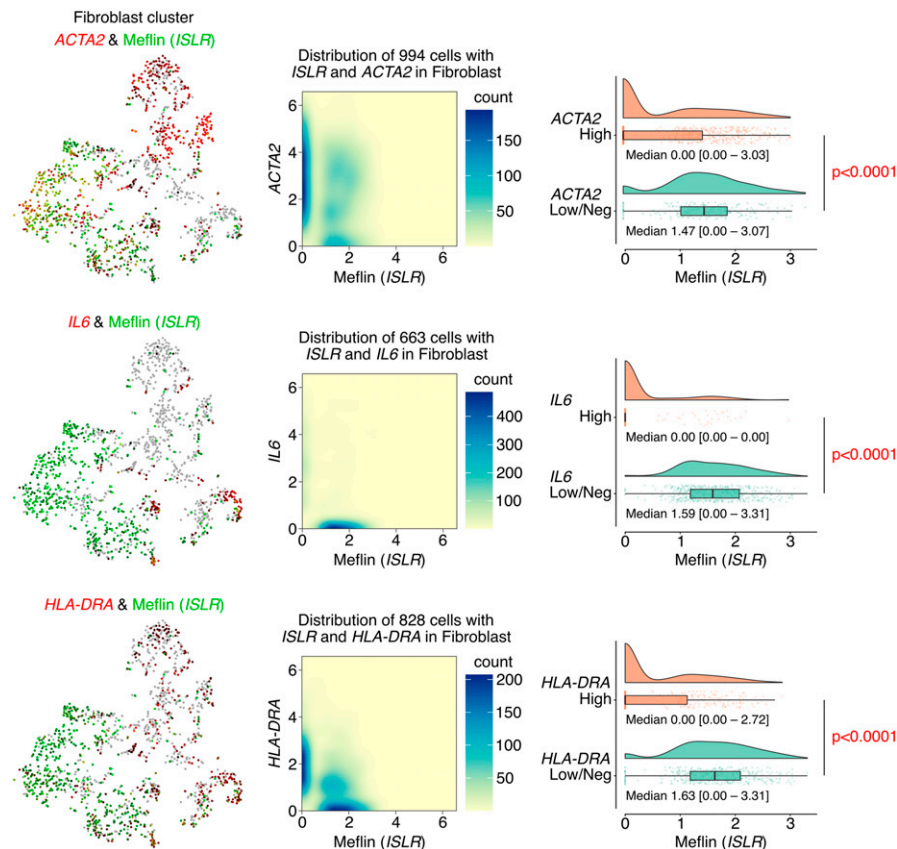 Fibroblast cluster
ACTA2 & Meflin (ISLR)
Distribution of 994 cells with
ISLR and ACTA2 in Fibroblast
count
150
100
50
ACTA2
6
4
2
0
0 2 4 6
Meflin (ISLR)
ACTA2
High
Median 0.00 [0.00 – 3.03)
ACTA2
Low/Neg
Median 1.47 [0.00 – 3.07)
p<0.0001
0 1 2 3
Meflin (ISLR)
IL6 & Meflin (ISLR)
Distribution of 663 cells with
ISLR and IL6 in Fibroblast
count
400
300
200
100
IL6
6
4
2
0
0 2 4 6
Meflin (ISLR)
IL6
High
Median 0.00 [0.00 – 0.00)
IL6
Low/Neg
Median 1.59 [0.00 – 3.31)
p<0.0001
0 1 2 3
Meflin (ISLR)
HLA-DRA & Meflin (ISLR)
Distribution of 828 cells with
ISLR and HLA-DRA in Fibroblast
count
200
150
100
50
HLA-DRA
6
4
2
0
0 2 4 6
Meflin (ISLR)
HLA-DRA
High
Median 0.00 [0.00 – 2.72)
HLA-DRA
Low/Neg
Median 1.63 [0.00 – 3.31)
p<0.0001
0 1 2 3
Meflin (ISLR)